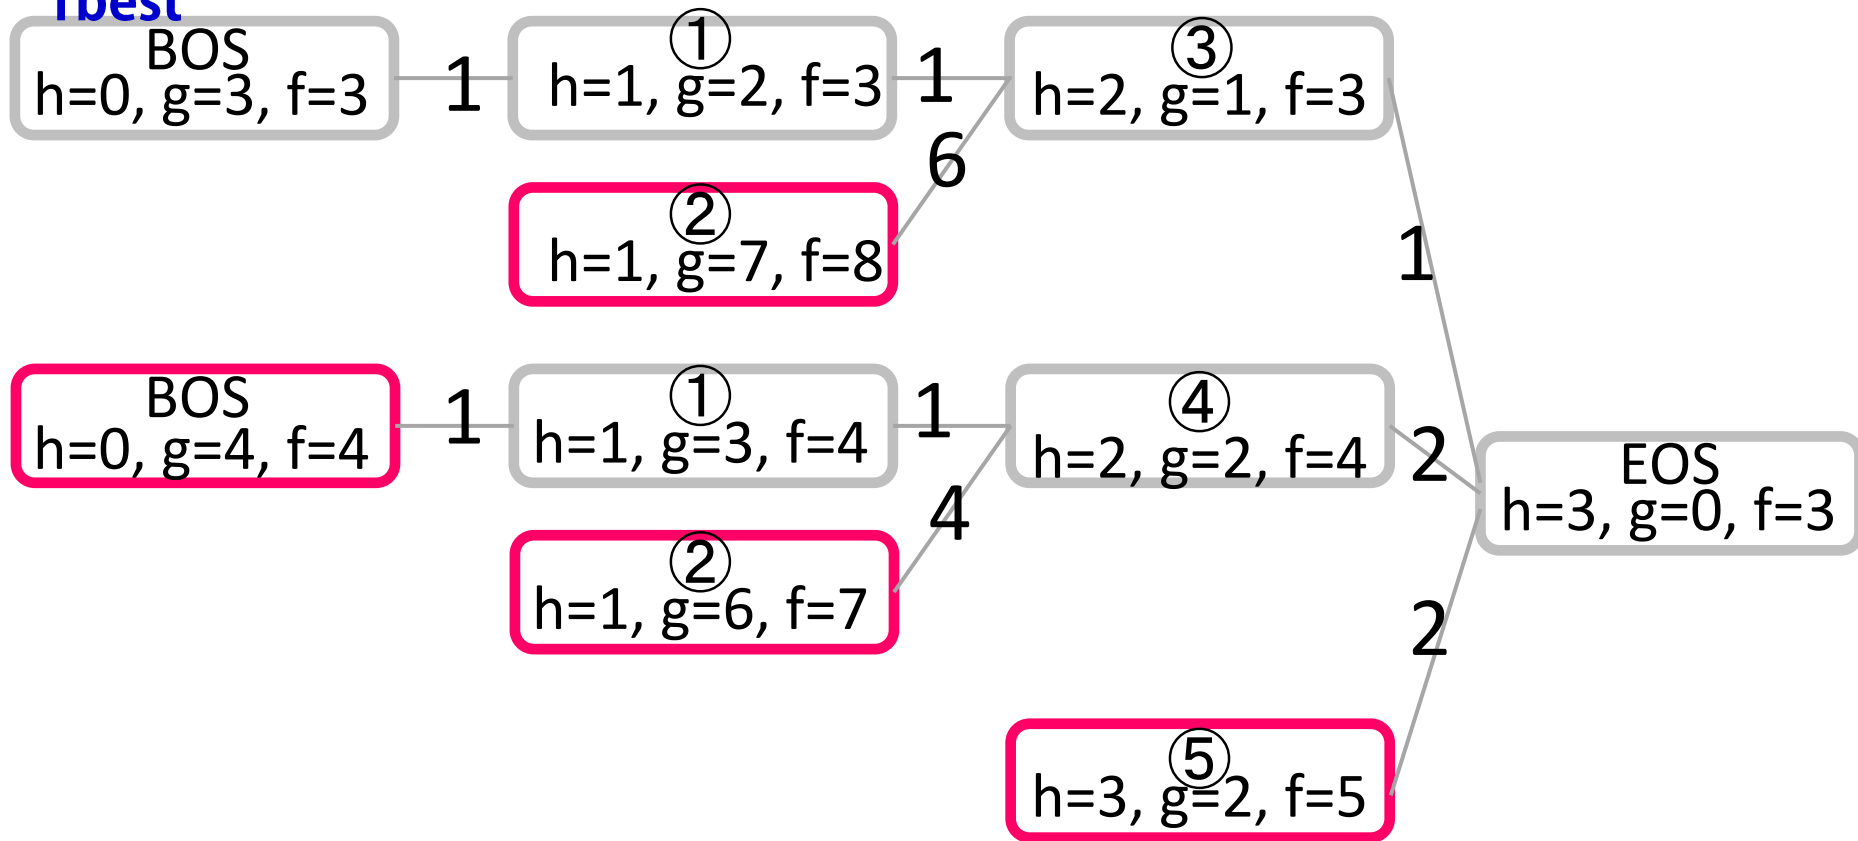 BOS
h=0, g=3, f=3
1
①
h=1, g=2, f=3
1
③
h=2, g=1, f=3
6
②
h=1, g=7, f=8
1
BOS
h=0, g=4, f=4
1
①
h=1, g=3, f=4
1
④
h=2, g=2, f=4
2
EOS
h=3, g=0, f=3
4
②
h=1, g=6, f=7
2
⑤
h=3, g=2, f=5